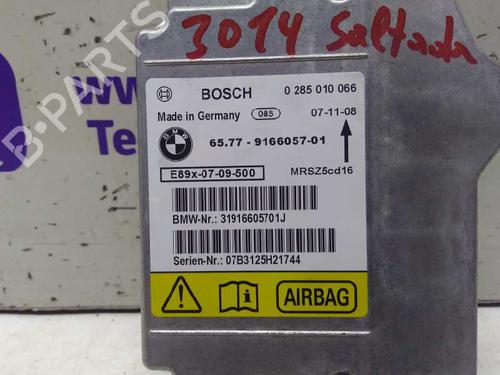 3014 Saltada
BOSCH 0 285 010 066
Made in Germany 085 07-11-08
BMW
65.77 - 9166057-01
E89x-07-09-500 MRSZ5cd16
BMW-Nr.: 31916605701J
Serien-Nr.: 07B3125H21744
AIRBAG
B-Parts
www
Te